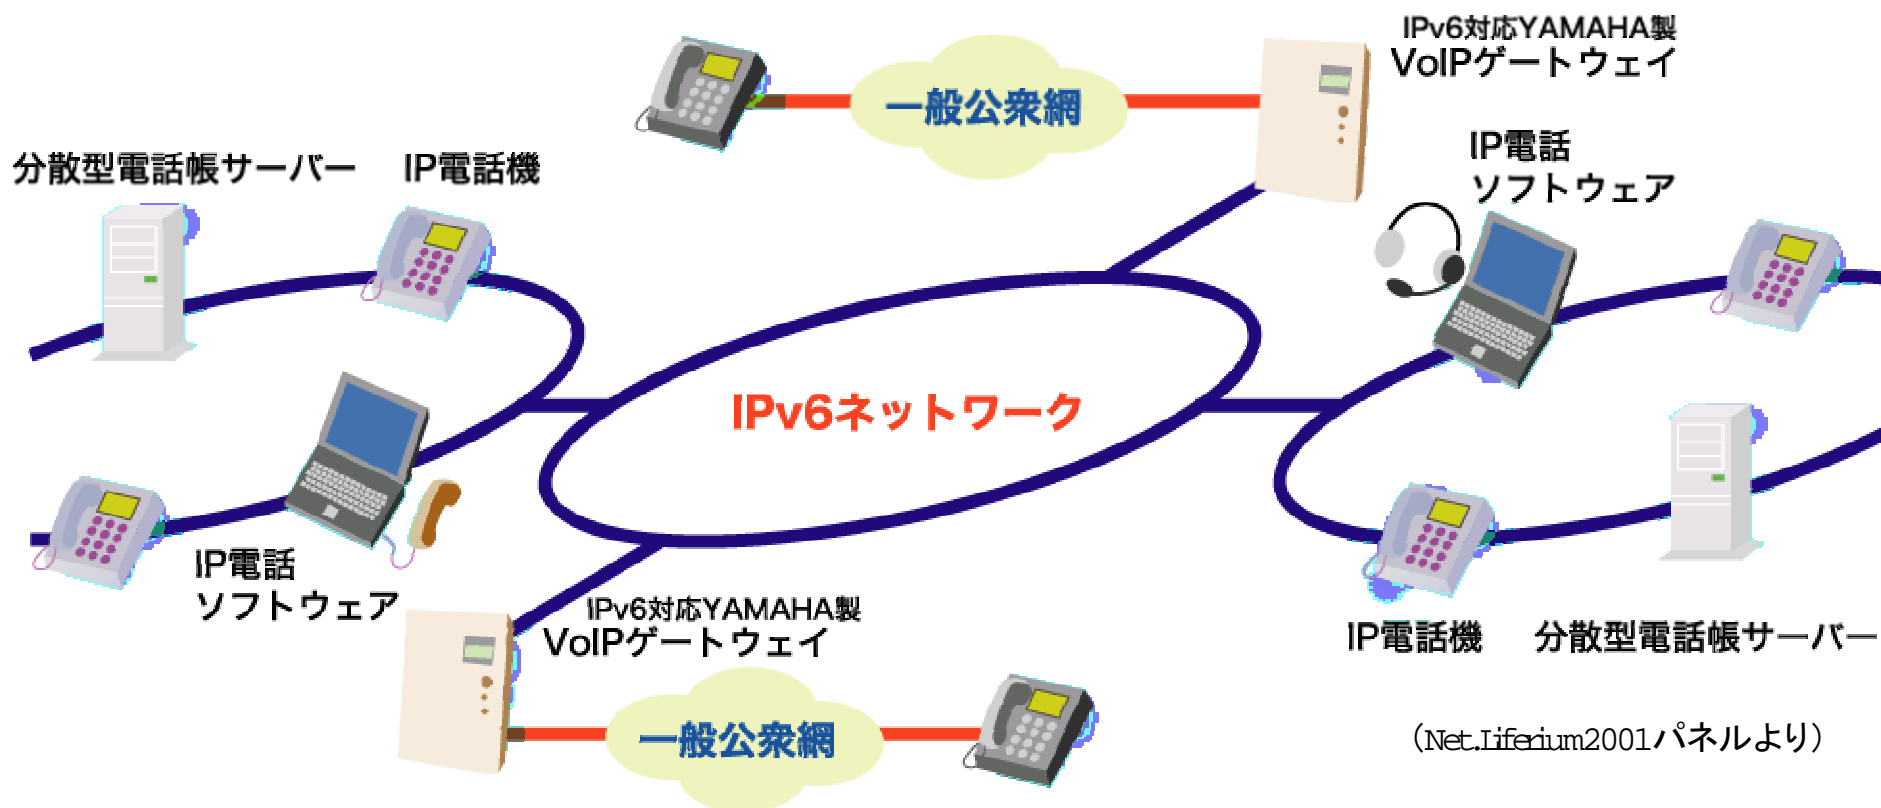 IPv6対応YAMAHA製
VoIPゲートウェイ
一般公衆網
IP電話
ソフトウェア
分散型電話帳サーバー
IP電話機
IPv6ネットワーク
IP電話
ソフトウェア
IPv6対応YAMAHA製
VoIPゲートウェイ
IP電話機
分散型電話帳サーバー
一般公衆網
(Net.Liferium2001パネルより)